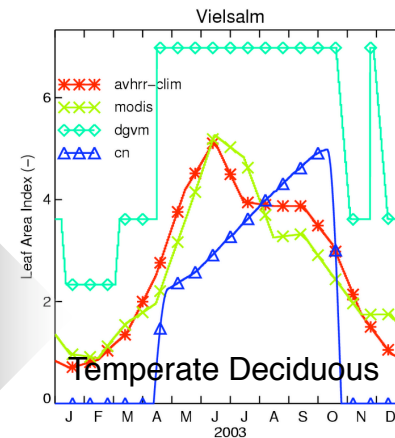 Vielsalm
avhrr-clim
modis
dgvm
cn
Leaf Area Index (-)
6
4
2
0
Temperate Deciduous
J F M A M J J A S O N D
2003